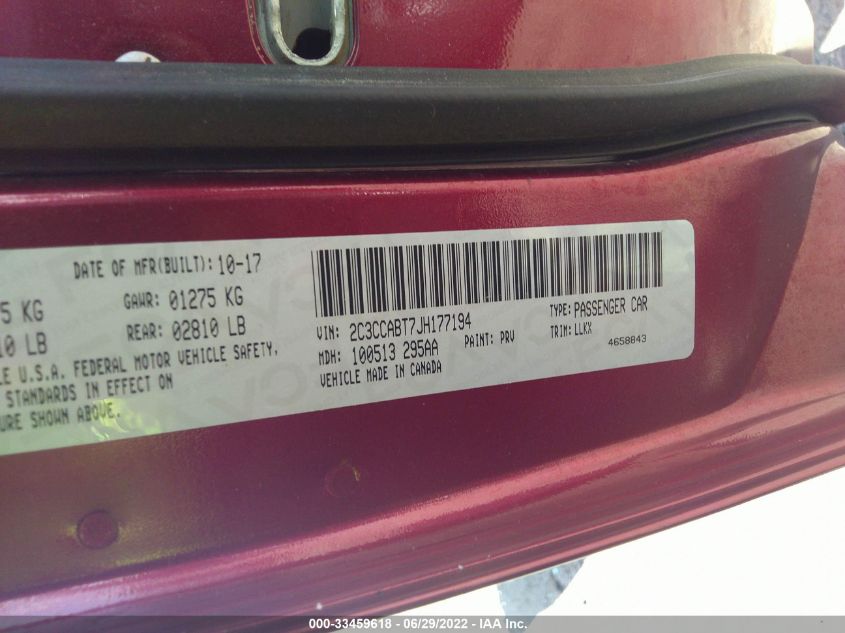 DATE OF MFR(BUILT): 10-17
5 KG GAWR: 01275 KG
0 LB REAR: 02810 LB
LE U.S.A. FEDERAL MOTOR VEHICLE SAFETY,
STANDARDS IN EFFECT ON
URE SHOWN ABOVE.
VIN: 2C3CCABT7JH177194 TYPE: PASSENGER CAR
MDH: 100513 295AA PAINT: PRV TRIM: LLKX
VEHICLE MADE IN CANADA 4658843
000-33459618 - 06/29/2022 - IAA Inc.